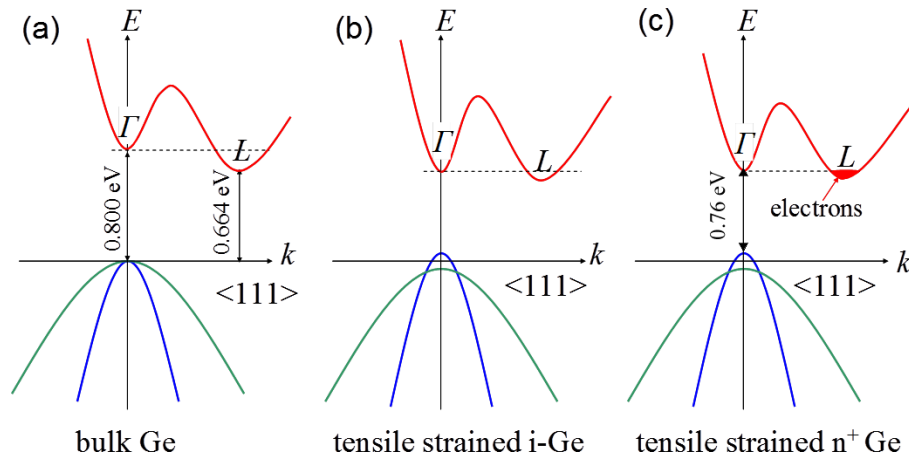 (a)
E
Γ
L
0.800 eV
0.664 eV
k
<111>
bulk Ge
(b)
E
Γ
L
k
<111>
tensile strained i-Ge
(c)
E
Γ
L
electrons
0.76 eV
k
<111>
tensile strained n⁺ Ge